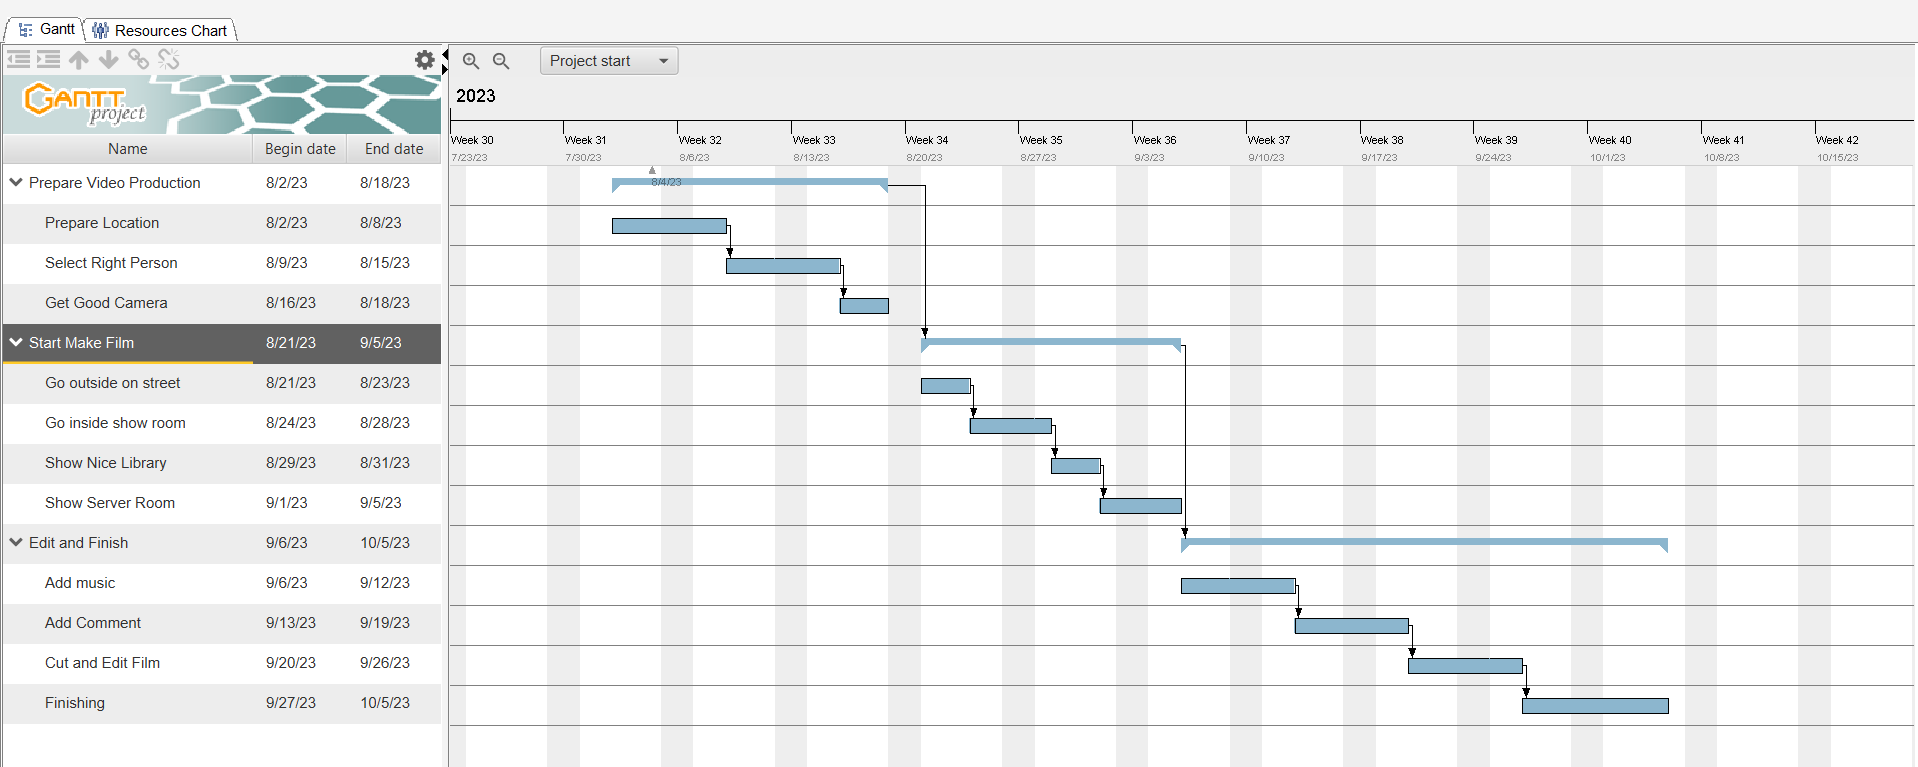 Gantt
Resources Chart
Project start
GANTT
project
2023
Week 30 Week 31 Week 32 Week 33 Week 34 Week 35 Week 36 Week 37 Week 38 Week 39 Week 40 Week 41 Week 42
7/23/23 7/30/23 8/6/23 8/13/23 8/20/23 8/27/23 9/3/23 9/10/23 9/17/23 9/24/23 10/1/23 10/8/23 10/15/23
Name Begin date End date
8/4/23
Prepare Video Production 8/2/23 8/18/23
Prepare Location 8/2/23 8/8/23
Select Right Person 8/9/23 8/15/23
Get Good Camera 8/16/23 8/18/23
Start Make Film 8/21/23 9/5/23
Go outside on street 8/21/23 8/23/23
Go inside show room 8/24/23 8/28/23
Show Nice Library 8/29/23 8/31/23
Show Server Room 9/1/23 9/5/23
Edit and Finish 9/6/23 10/5/23
Add music 9/6/23 9/12/23
Add Comment 9/13/23 9/19/23
Cut and Edit Film 9/20/23 9/26/23
Finishing 9/27/23 10/5/23